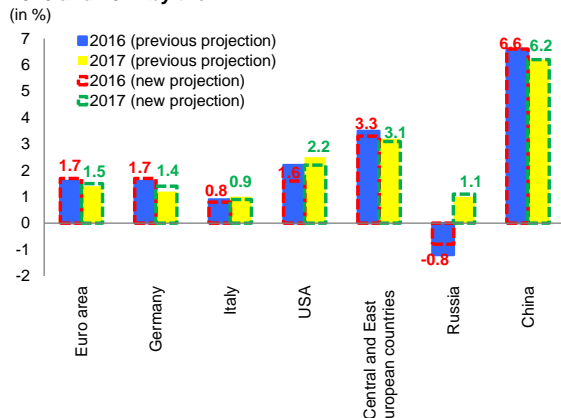 (in %)
7
6
5
4
3
2
1
0
-1
-2
2016 (previous projection)
2017 (previous projection)
2016 (new projection)
2017 (new projection)
1.7
1.5
1.7
1.4
0.8
0.9
1.6
2.2
3.3
3.1
-0.8
1.1
6.6
6.2
Euro area
Germany
Italy
USA
Central and East
uropean countries
Russia
China